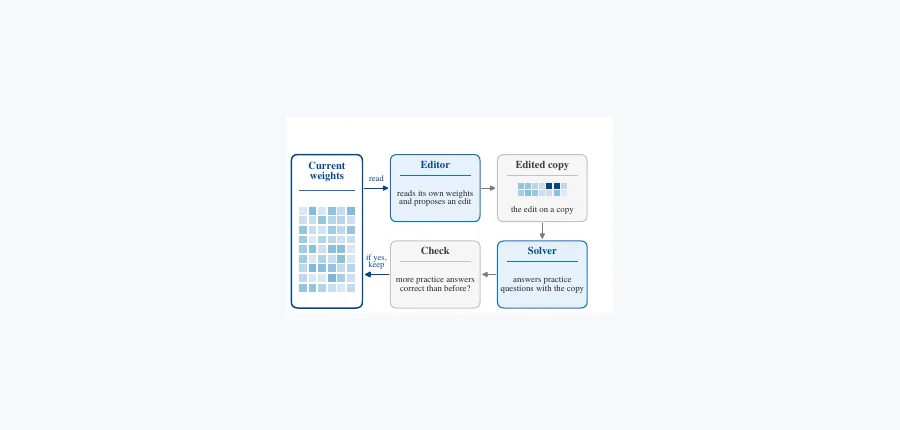 Current
weights
read
Editor
reads its own weights
and proposes an edit
Edited copy
the edit on a copy
Solver
answers practice
questions with the copy
Check
more practice answers
correct than before?
if yes,
keep